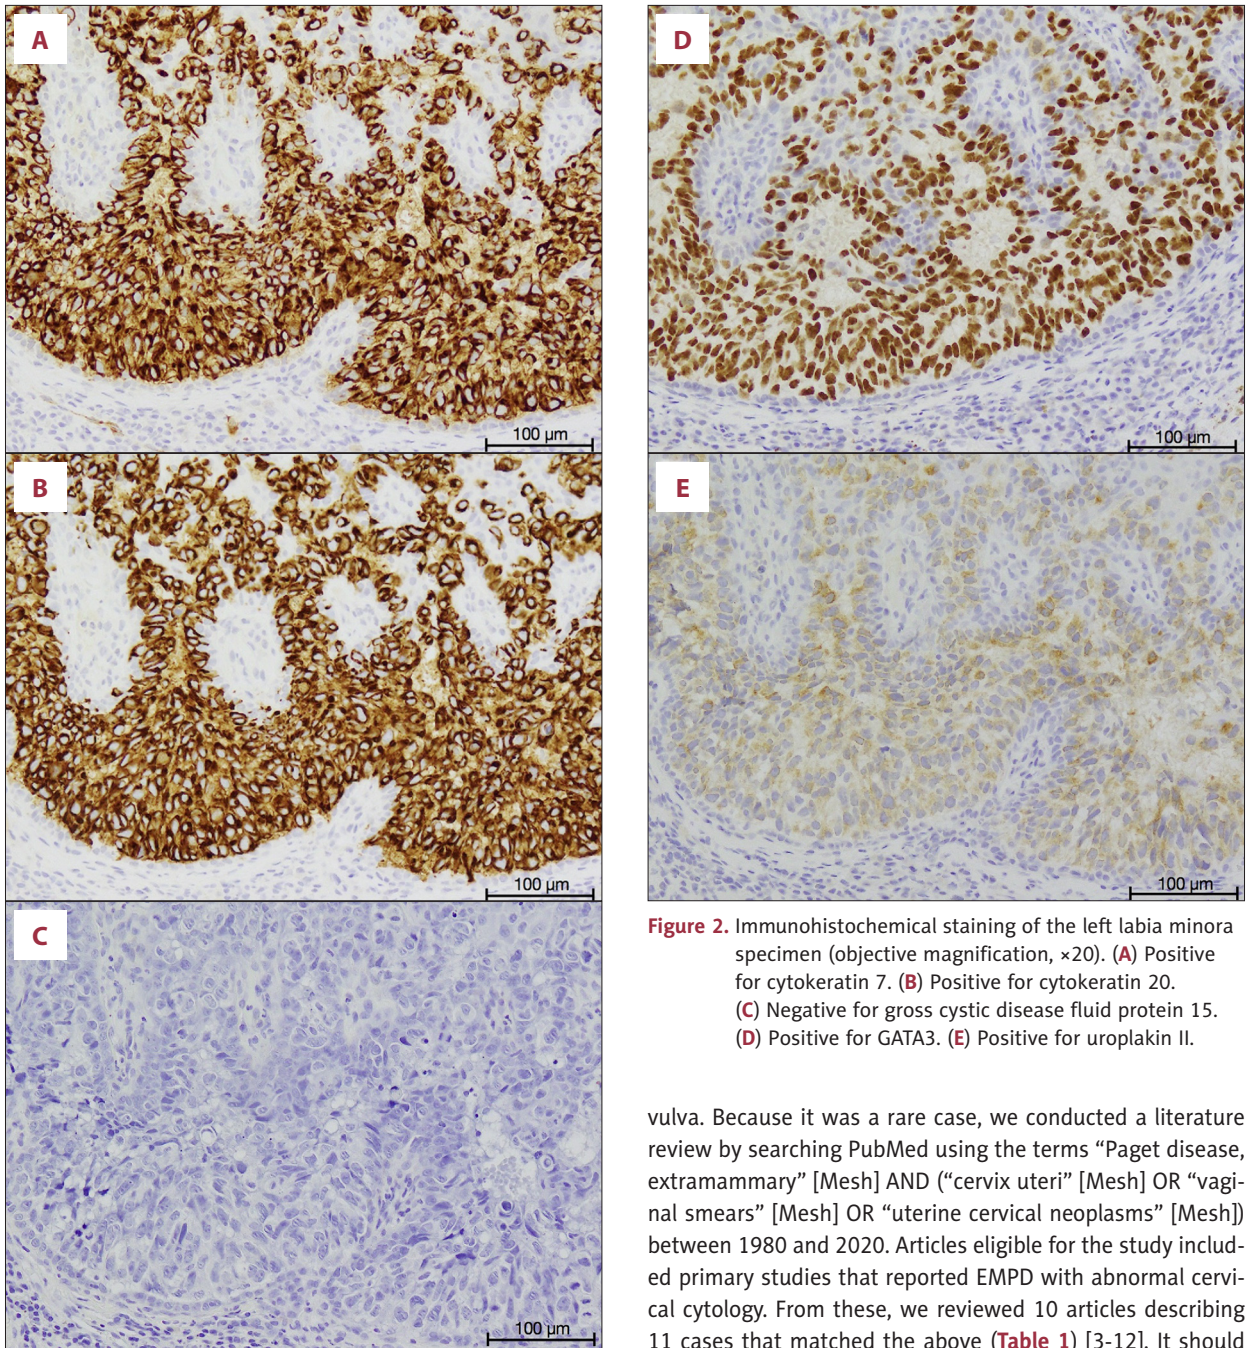 A
100 µm
B
100 µm
C
100 µm
D
100 µm
E
100 µm
Figure 2. Immunohistochemical staining of the left labia minora
specimen (objective magnification, ×20). (A) Positive
for cytokeratin 7. (B) Positive for cytokeratin 20.
(C) Negative for gross cystic disease fluid protein 15.
(D) Positive for GATA3. (E) Positive for uroplakin II.
vulva. Because it was a rare case, we conducted a literature
review by searching PubMed using the terms “Paget disease,
extramammary” [Mesh] AND (“cervix uteri” [Mesh] OR “vagi-
nal smears” [Mesh] OR “uterine cervical neoplasms” [Mesh])
between 1980 and 2020. Articles eligible for the study includ-
ed primary studies that reported EMPD with abnormal cervi-
cal cytology. From these, we reviewed 10 articles describing
11 cases that matched the above (Table 1) [3-12]. It should